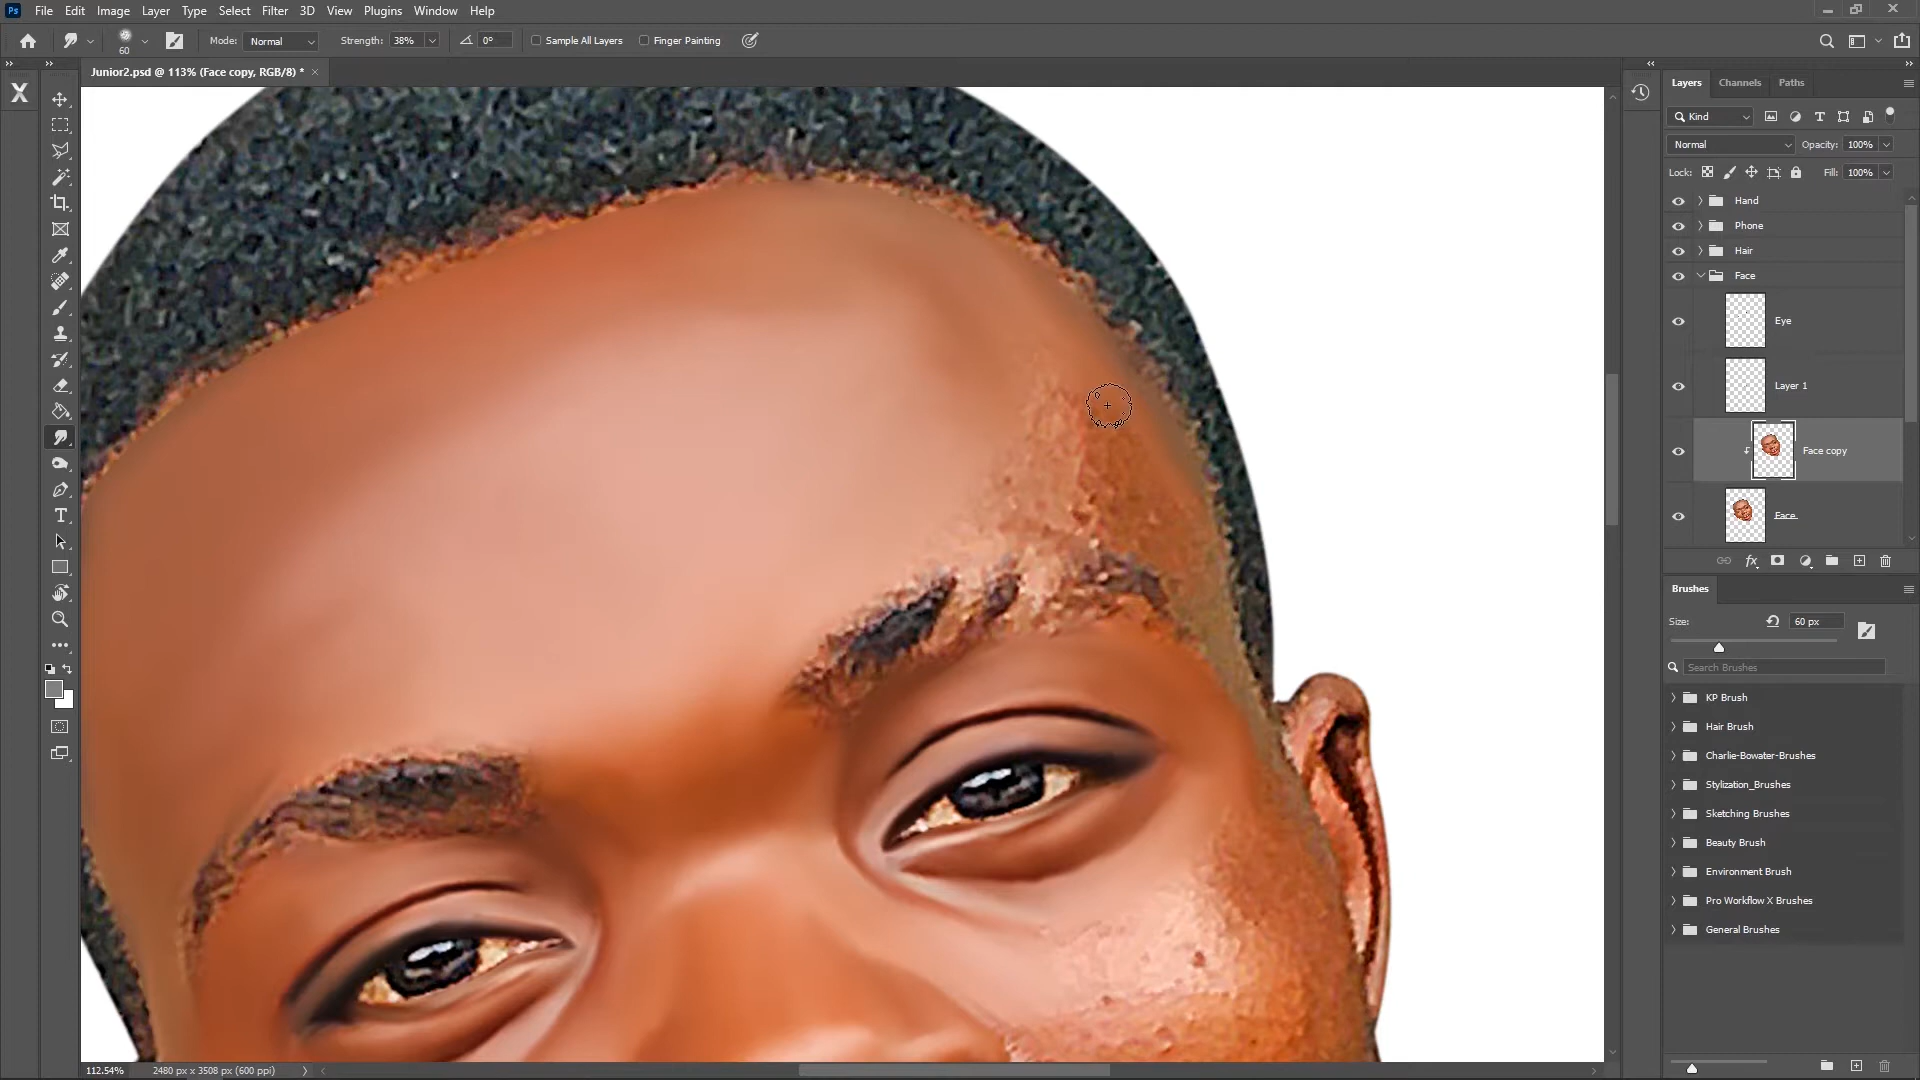 Ps File Edit Image Layer Type Select Filter 3D View Plugins Window Help
60 Mode: Normal Strength: 38% 0° Sample All Layers Finger Painting
Junior2.psd @ 113% (Face copy, RGB/8) * ×
X
T
Layers Channels Paths
Kind T
Normal Opacity: 100%
Lock: Fill: 100%
Hand
Phone
Hair
Face
Eye
Layer 1
Face copy
Face
fx
Brushes
Size: 60 px
Search Brushes
KP Brush
Hair Brush
Charlie-Bowater-Brushes
Stylization_Brushes
Sketching Brushes
Beauty Brush
Environment Brush
Pro Workflow X Brushes
General Brushes
112.54% 2480 px x 3508 px (600 ppi)